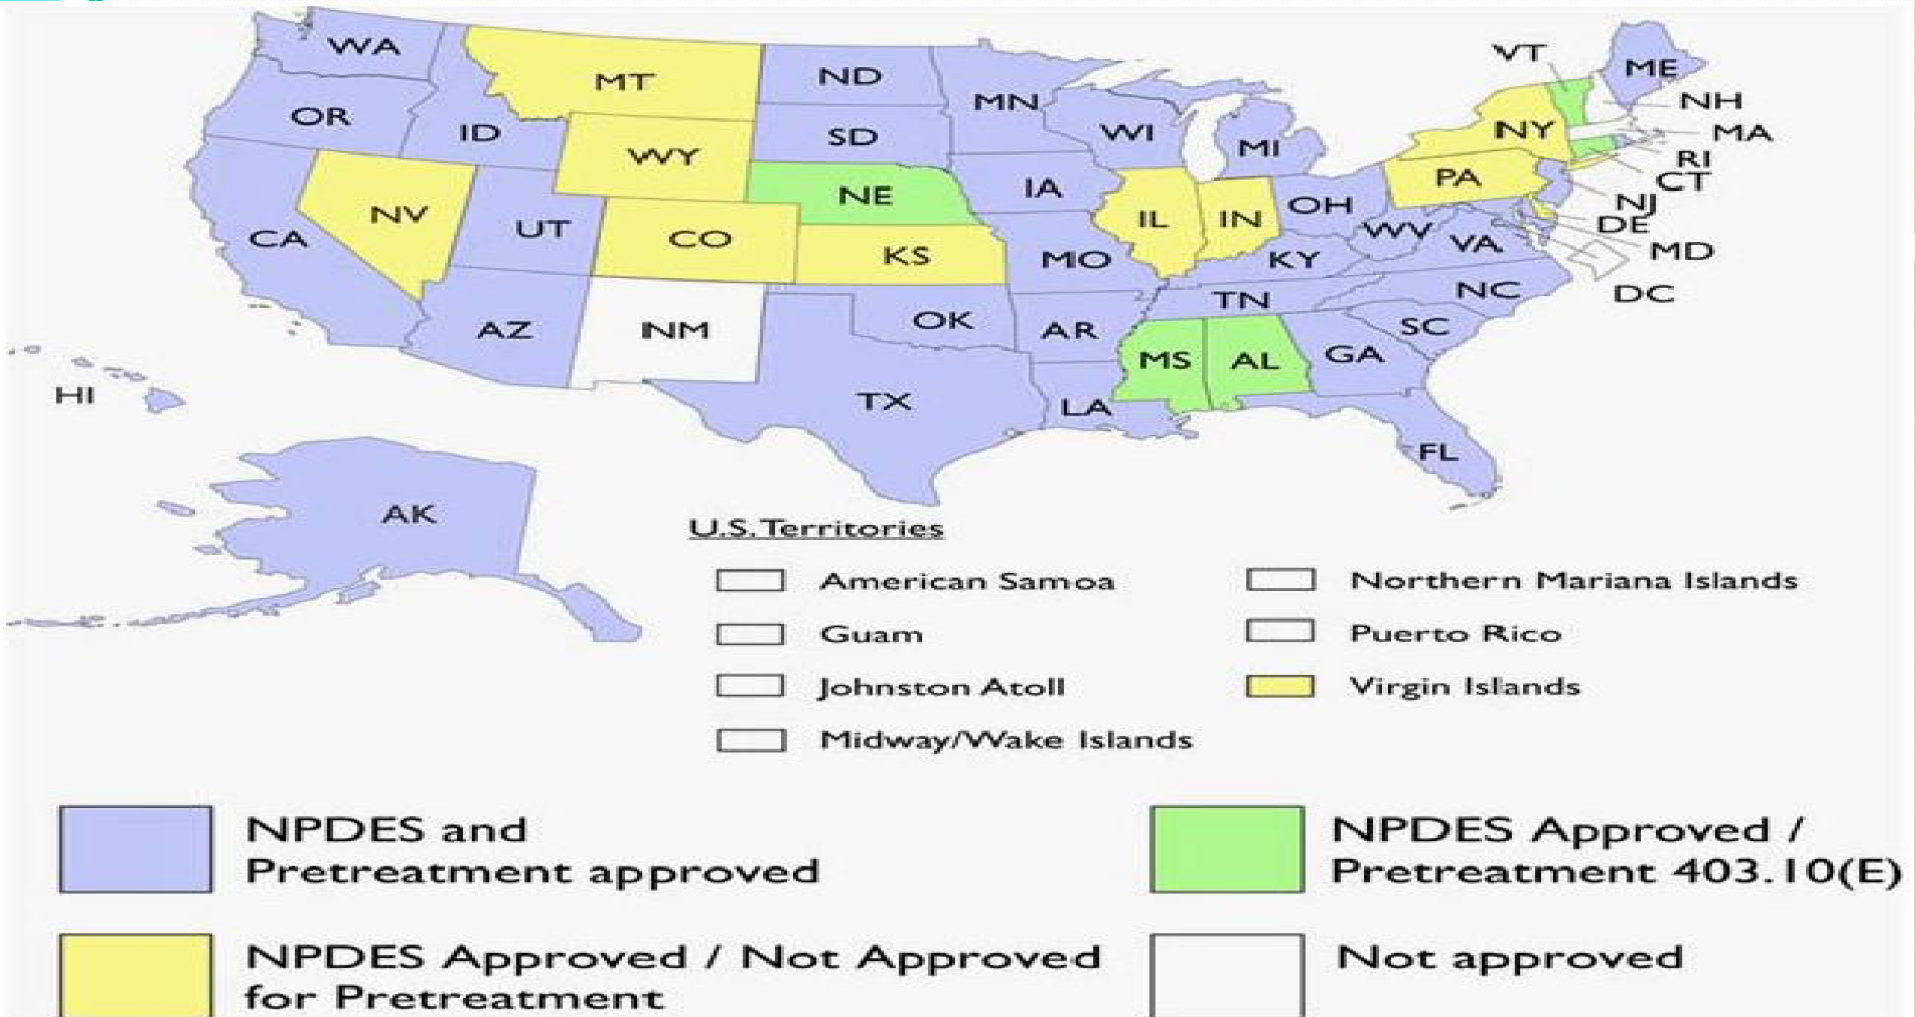 WA
MT
ND
MN
VT
ME
OR
ID
SD
WI
MI
NY
NH
MA
WY
RI
NE
IA
PA
CT
NV
UT
CO
IL
IN
OH
NJ
CA
KS
MO
KY
WV
VA
DE
MD
DC
AZ
NM
OK
AR
TN
NC
SC
MS
AL
GA
HI
TX
LA
FL
AK
U.S. Territories
American Samoa
Northern Mariana Islands
Guam
Puerto Rico
Johnston Atoll
Virgin Islands
Midway/Wake Islands
NPDES and
Pretreatment approved
NPDES Approved /
Pretreatment 403.10(E)
NPDES Approved / Not Approved
for Pretreatment
Not approved